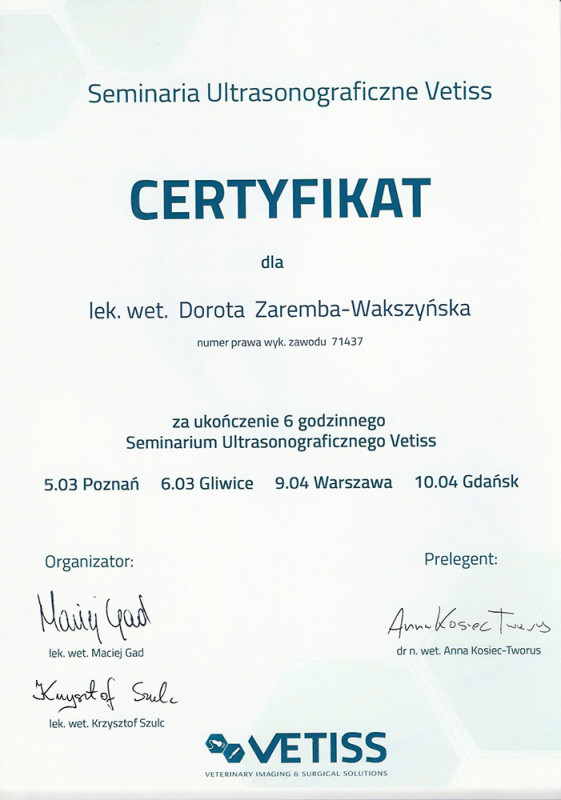 Seminaria Ultrasonograficzne Vetiss
CERTYFIKAT
dla
lek. wet. Dorota Zaremba-Wakszyńska
numer prawa wyk. zawodu 71437
za ukończenie 6 godzinnego
Seminarium Ultrasonograficznego Vetiss
5.03 Poznań 6.03 Gliwice 9.04 Warszawa 10.04 Gdańsk
Organizator:
Maciej Gad
lek. wet. Maciej Gad
Krzysztof Szulc
lek. wet. Krzysztof Szulc
Prelegent:
Anna Kosiec Tworus
dr n. wet. Anna Kosiec-Tworus
VETISS
VETERINARY IMAGING & SURGICAL SOLUTIONS